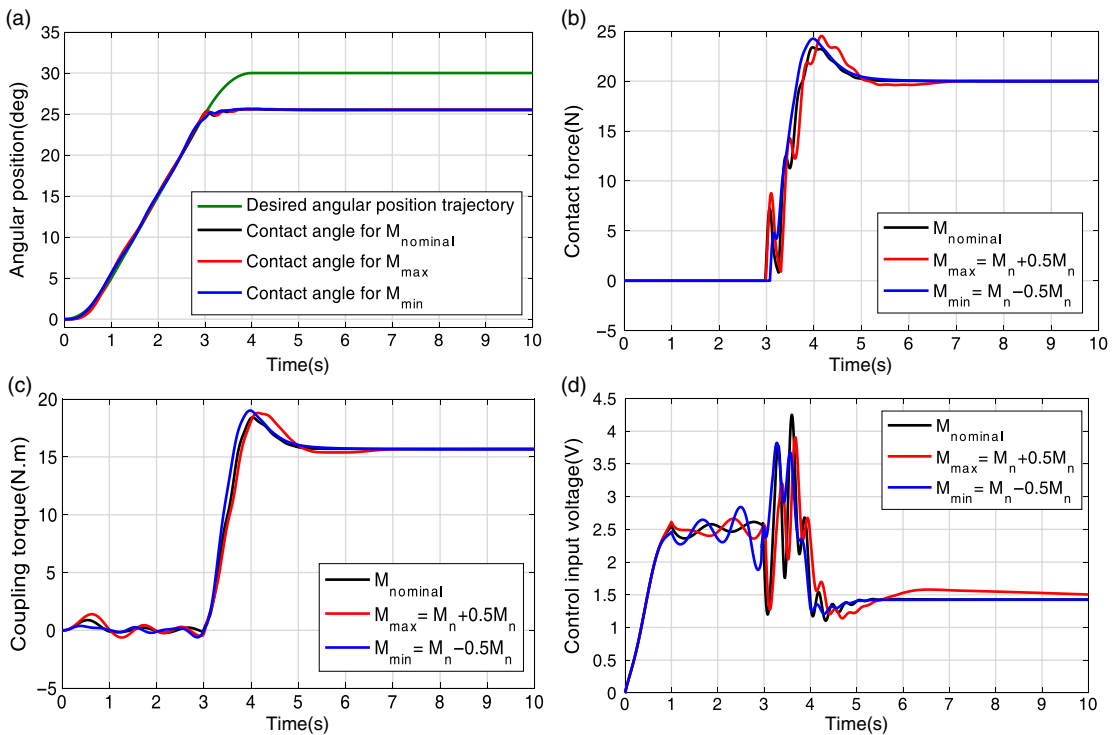 (a)
Angular position(deg)
35
30
25
20
15
10
5
0
0 1 2 3 4 5 6 7 8 9 10
Time(s)
Desired angular position trajectory
Contact angle for M_nominal
Contact angle for M_max
Contact angle for M_min
(b)
Contact force(N)
25
20
15
10
5
0
−5
0 1 2 3 4 5 6 7 8 9 10
Time(s)
M_nominal
M_max= M_n+0.5M_n
M_min= M_n−0.5M_n
(c)
Coupling torque(N.m)
20
15
10
5
0
−5
0 1 2 3 4 5 6 7 8 9 10
Time(s)
M_nominal
M_max= M_n+0.5M_n
M_min= M_n−0.5M_n
(d)
Control input voltage(V)
4.5
4
3.5
3
2.5
2
1.5
1
0.5
0
0 1 2 3 4 5 6 7 8 9 10
Time(s)
M_nominal
M_max= M_n+0.5M_n
M_min= M_n−0.5M_n